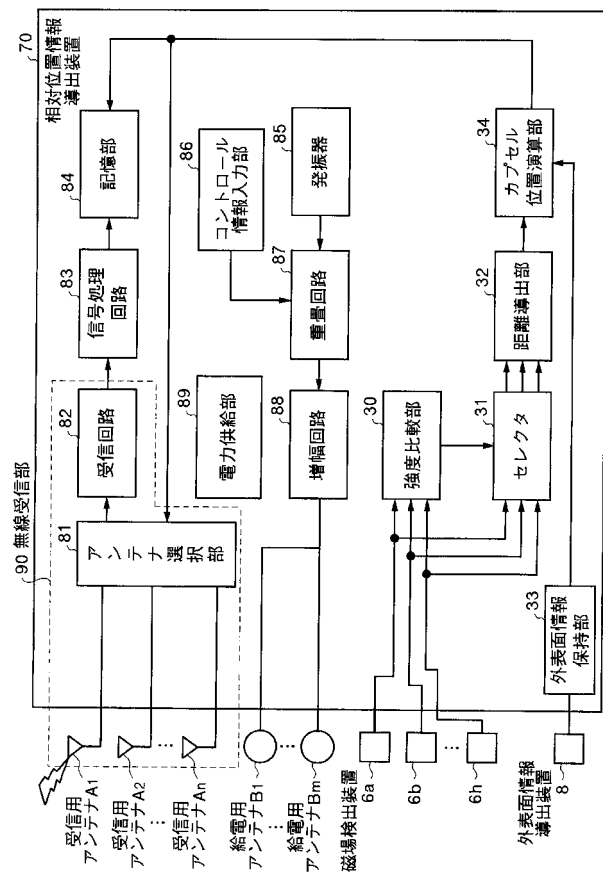 70
相対位置情報
導出装置
90 無線受信部
受信用
アンテナA1
受信用
アンテナA2
受信用
アンテナAn
81
アンテナ
選択部
82
受信回路
83
信号処理
回路
84
記憶部
86
コントロール
情報入力部
85
発振器
87
重畳回路
89
電力供給部
88
増幅回路
給電用
アンテナB1
給電用
アンテナBm
磁場検出装置
6a
6b
6h
30
強度比較部
31
セレクタ
32
距離導出部
34
カプセル
位置演算部
33
外表面情報
保持部
外表面情報
導出装置
8